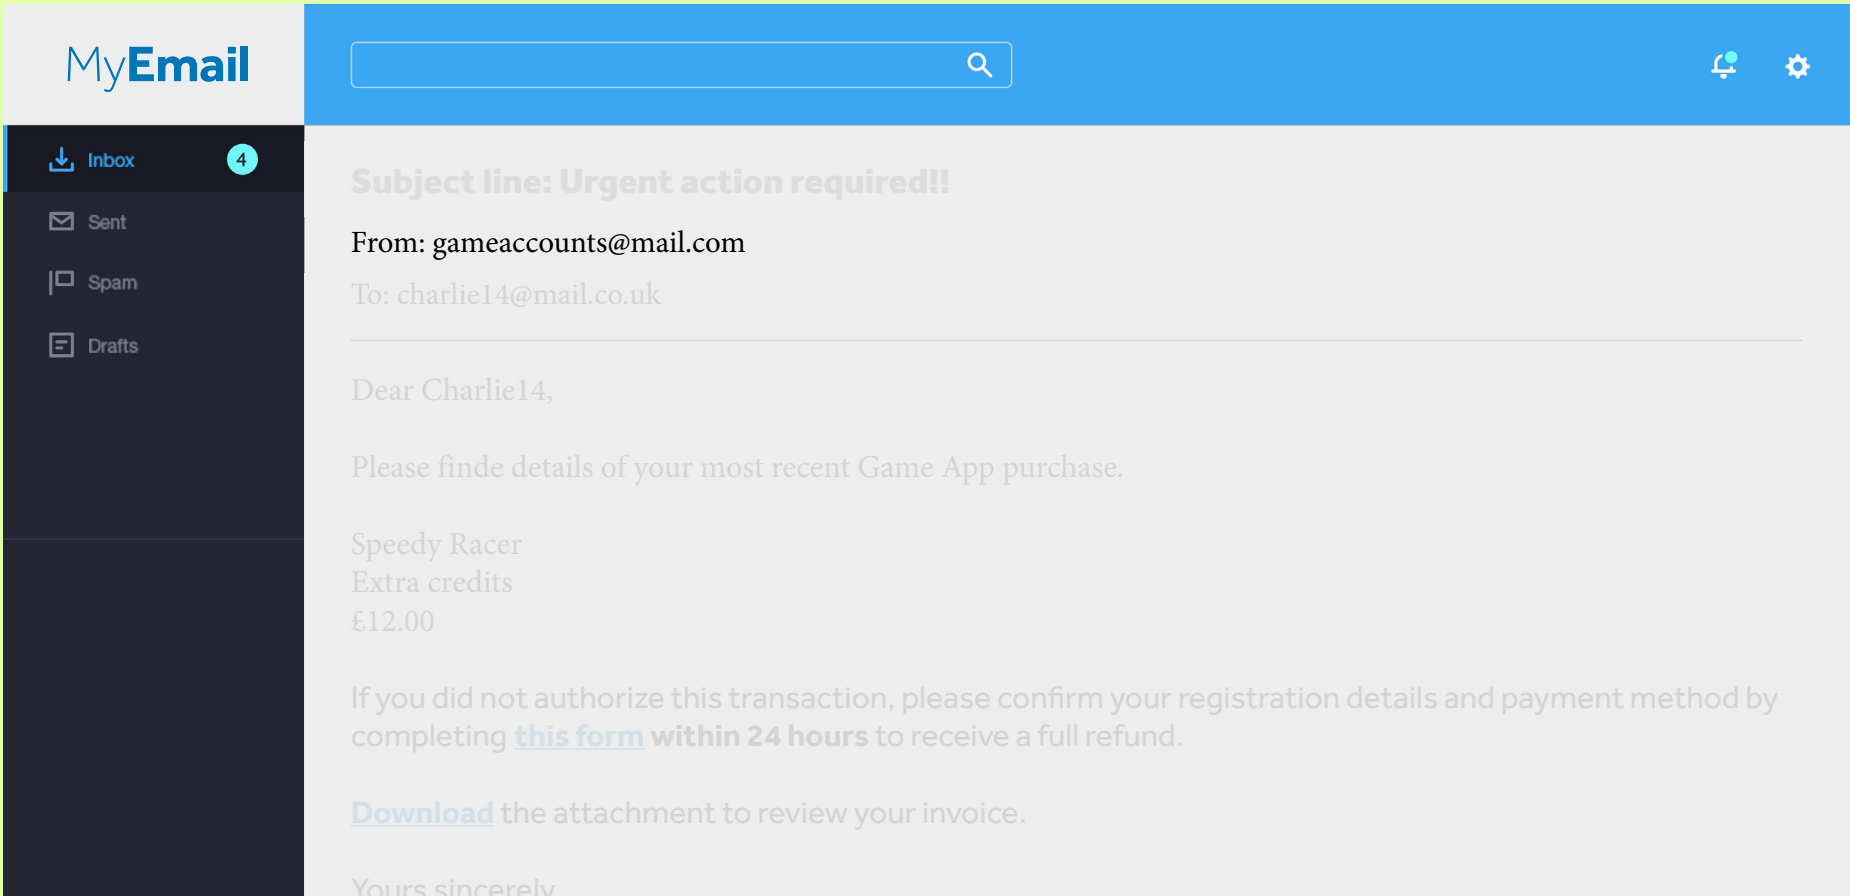 MyEmail
Inbox 4
Sent
Spam
Drafts
Subject line: Urgent action required!!
From: gameaccounts@mail.com
To: charlie14@mail.co.uk
Dear Charlie14,
Please finde details of your most recent Game App purchase.
Speedy Racer
Extra credits
£12.00
If you did not authorize this transaction, please confirm your registration details and payment method by
completing this form within 24 hours to receive a full refund.
Download the attachment to review your invoice.
Yours sincerely